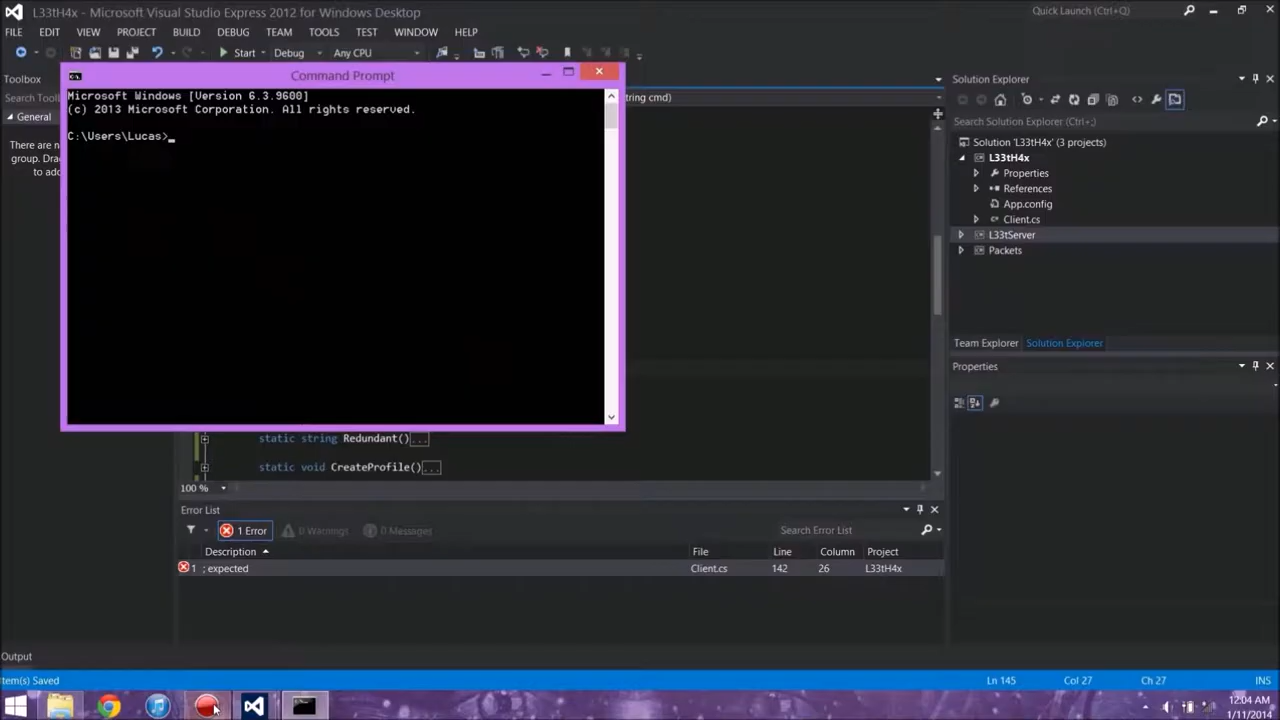 L33tH4x - Microsoft Visual Studio Express 2012 for Windows Desktop
Quick Launch (Ctrl+Q)
FILE EDIT VIEW PROJECT BUILD DEBUG TEAM TOOLS TEST WINDOW HELP
Start Debug Any CPU
Toolbox
Search
General
There are n
group. Dra
to ad
Command Prompt
Microsoft Windows [Version 6.3.9600]
(c) 2013 Microsoft Corporation. All rights reserved.
C:\Users\Lucas>_
tring cmd)
static string Redundant()...
static void CreateProfile()...
100 %
Solution Explorer
Search Solution Explorer (Ctrl+;)
Solution 'L33tH4x' (3 projects)
L33tH4x
Properties
References
App.config
Client.cs
L33tServer
Packets
Team Explorer Solution Explorer
Properties
Error List
1 Error 0 Warnings 0 Messages
Search Error List
Description File Line Column Project
1 ; expected Client.cs 142 26 L33tH4x
Output
tem(s) Saved
Ln 145 Col 27 Ch 27 INS
12:04 AM
1/11/2014